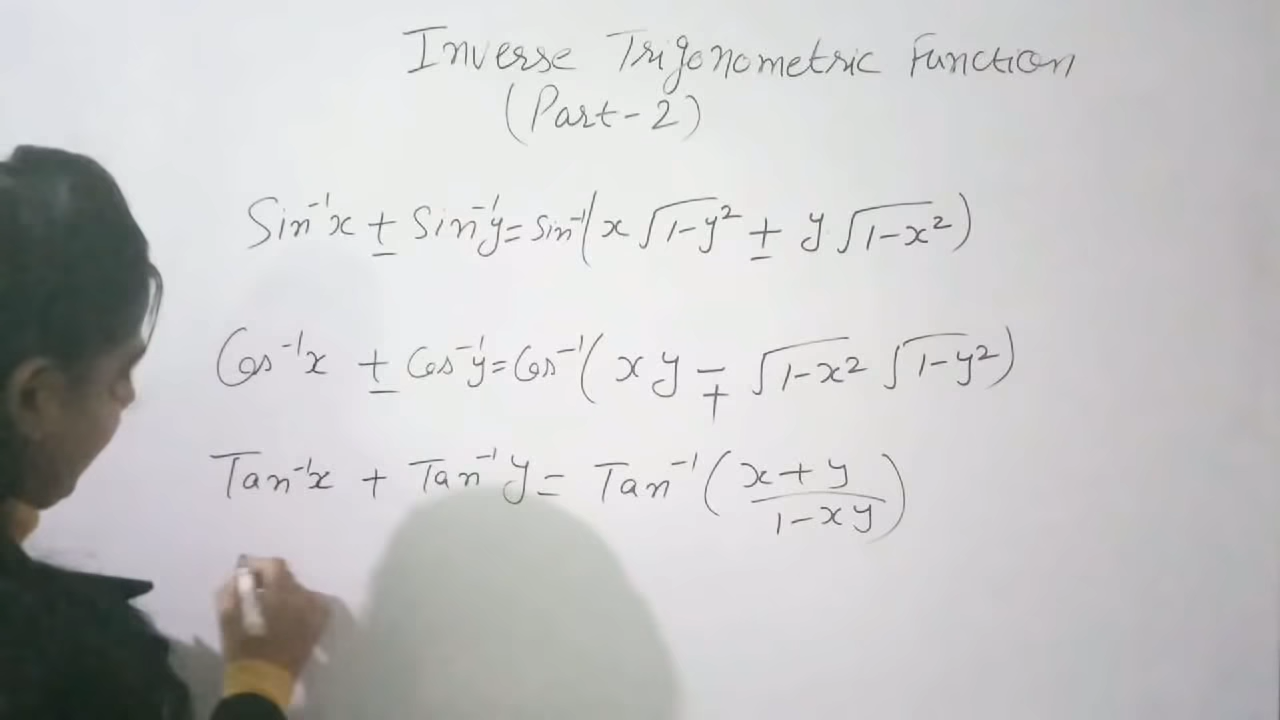 Inverse Trigonometric Function
(Part-2)
Sin⁻¹x ± Sin⁻¹y = Sin⁻¹(x √1-y² ± y √1-x²)
Cos⁻¹x ± Cos⁻¹y = Cos⁻¹(xy ∓ √1-x² √1-y²)
Tan⁻¹x + Tan⁻¹y = Tan⁻¹(x+y / 1-xy)